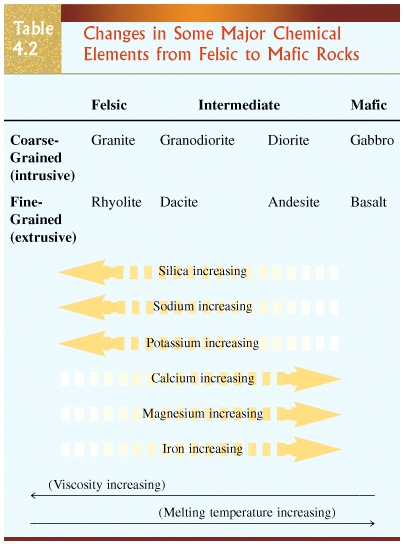 Table
4.2
Changes in Some Major Chemical
Elements from Felsic to Mafic Rocks
Felsic Intermediate Mafic
Coarse- Granite Granodiorite Diorite Gabbro
Grained
(intrusive)
Fine- Rhyolite Dacite Andesite Basalt
Grained
(extrusive)
Silica increasing
Sodium increasing
Potassium increasing
Calcium increasing
Magnesium increasing
Iron increasing
(Viscosity increasing)
(Melting temperature increasing)